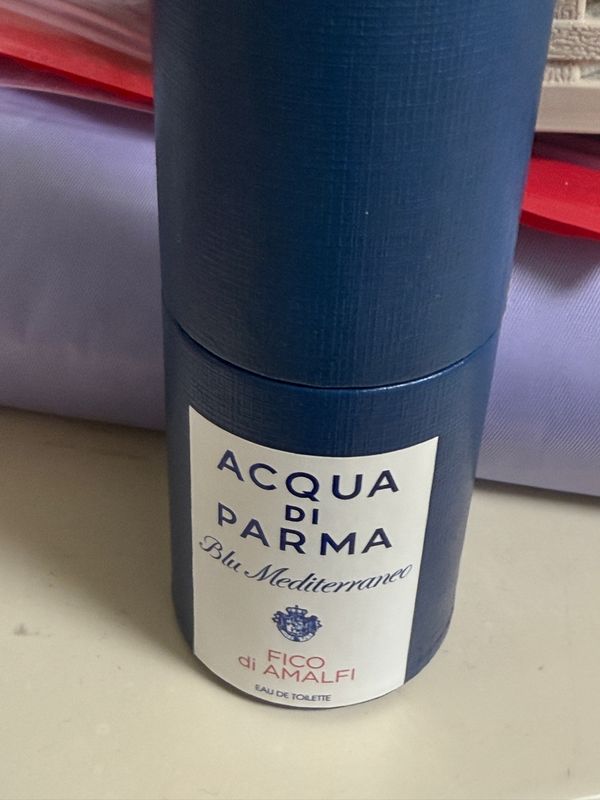 ACQUA
DI
PARMA
Blu Mediterraneo
FICO
di AMALFI
EAU DE TOILETTE